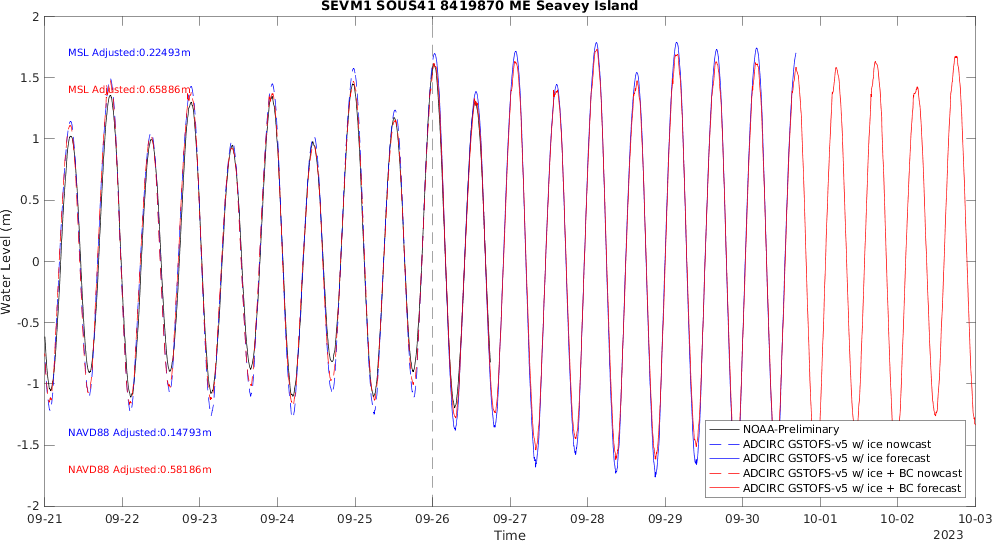 SEVM1 SOUS41 8419870 ME Seavey Island
MSL Adjusted:0.22493m
MSL Adjusted:0.65886m
NAVD88 Adjusted:0.14793m
NAVD88 Adjusted:0.58186m
Water Level (m)
2
1.5
1
0.5
0
-0.5
-1
-1.5
-2
NOAA-Preliminary
ADCIRC GSTOFS-v5 w/ ice nowcast
ADCIRC GSTOFS-v5 w/ ice forecast
ADCIRC GSTOFS-v5 w/ ice + BC nowcast
ADCIRC GSTOFS-v5 w/ ice + BC forecast
09-21 09-22 09-23 09-24 09-25 09-26 09-27 09-28 09-29 09-30 10-01 10-02 10-03
Time
2023